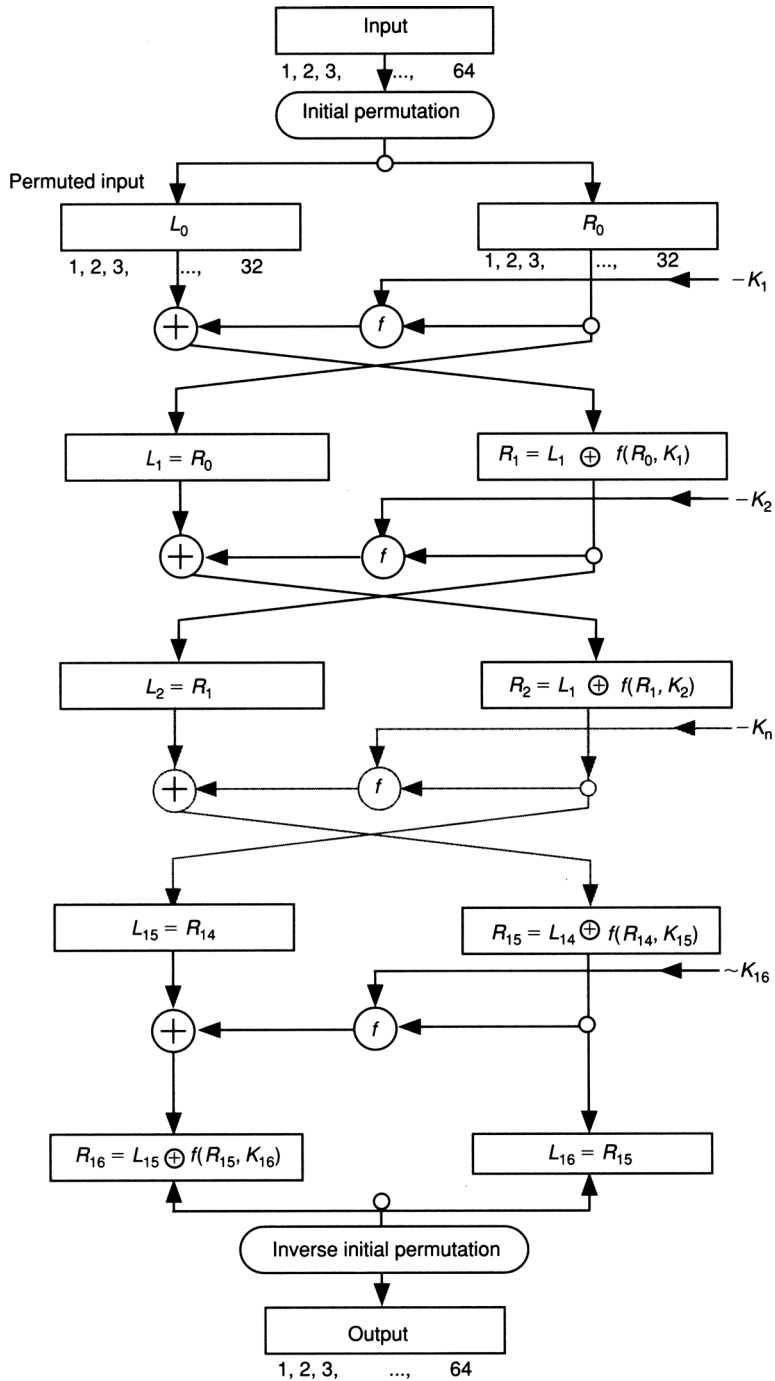 Input
1, 2, 3, ..., 64
Initial permutation
Permuted input
L₀
R₀
1, 2, 3, ..., 32
1, 2, 3, ..., 32
−K₁
+
f
L₁ = R₀
R₁ = L₁ ⊕ f(R₀, K₁)
−K₂
+
f
L₂ = R₁
R₂ = L₁ ⊕ f(R₁, K₂)
−Kₙ
+
f
L₁₅ = R₁₄
R₁₅ = L₁₄ ⊕ f(R₁₄, K₁₅)
~K₁₆
+
f
R₁₆ = L₁₅ ⊕ f(R₁₅, K₁₆)
L₁₆ = R₁₅
Inverse initial permutation
Output
1, 2, 3, ..., 64